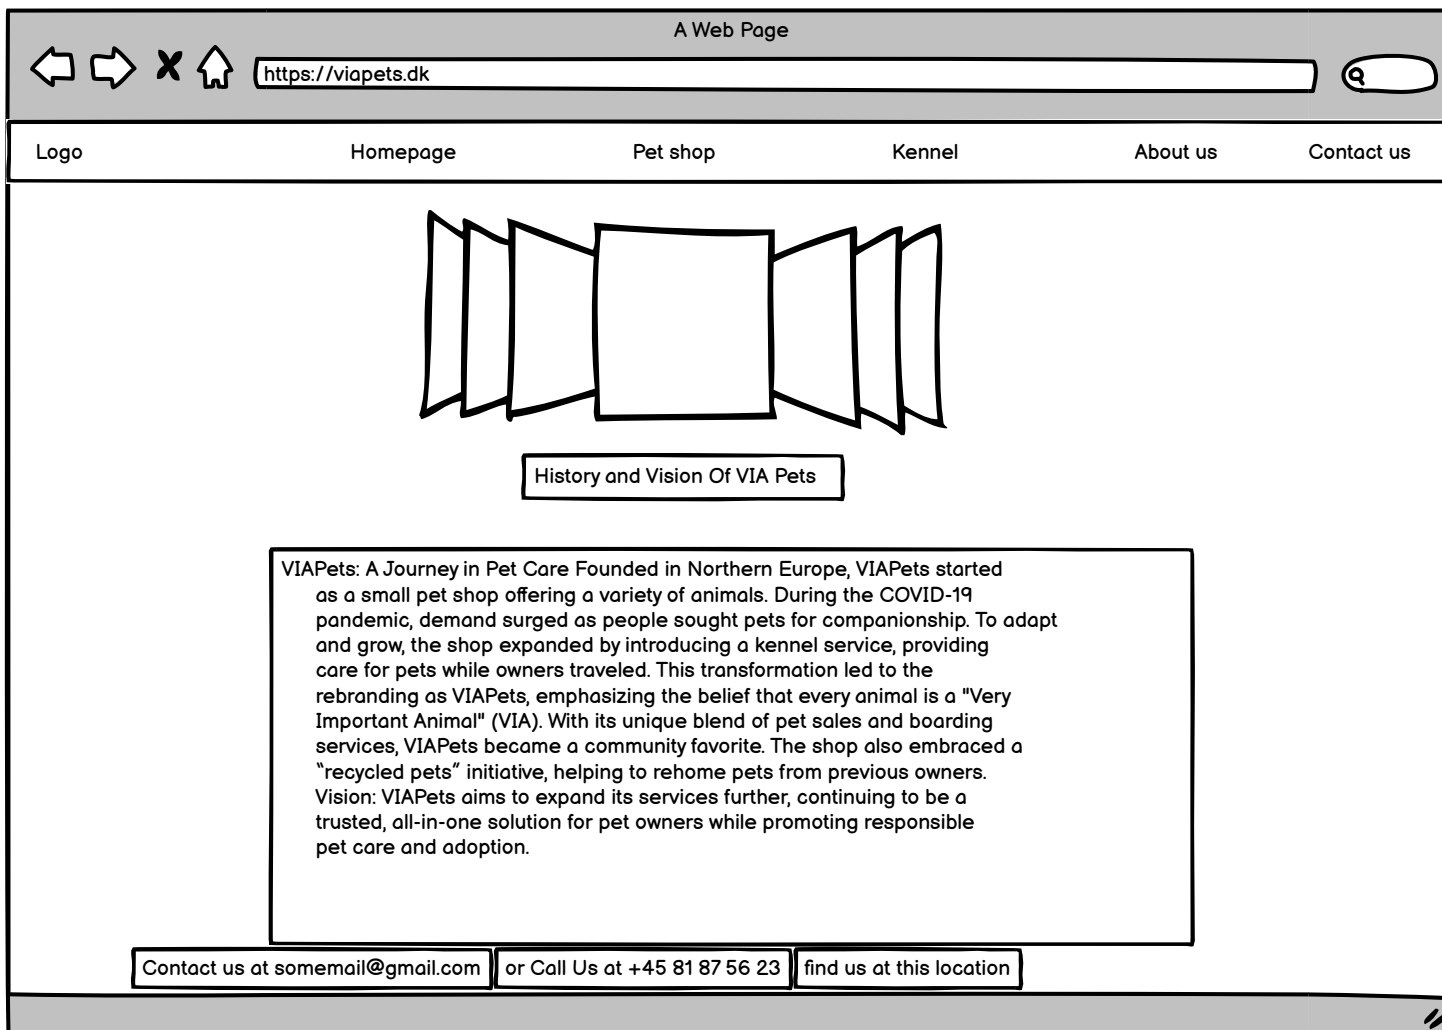 A Web Page
https://viapets.dk
Logo Homepage Pet shop Kennel About us Contact us
History and Vision Of VIA Pets
VIAPets: A Journey in Pet Care Founded in Northern Europe, VIAPets started
as a small pet shop offering a variety of animals. During the COVID-19
pandemic, demand surged as people sought pets for companionship. To adapt
and grow, the shop expanded by introducing a kennel service, providing
care for pets while owners traveled. This transformation led to the
rebranding as VIAPets, emphasizing the belief that every animal is a "Very
Important Animal" (VIA). With its unique blend of pet sales and boarding
services, VIAPets became a community favorite. The shop also embraced a
“recycled pets” initiative, helping to rehome pets from previous owners.
Vision: VIAPets aims to expand its services further, continuing to be a
trusted, all-in-one solution for pet owners while promoting responsible
pet care and adoption.
Contact us at somemail@gmail.com or Call Us at +45 81 87 56 23 find us at this location